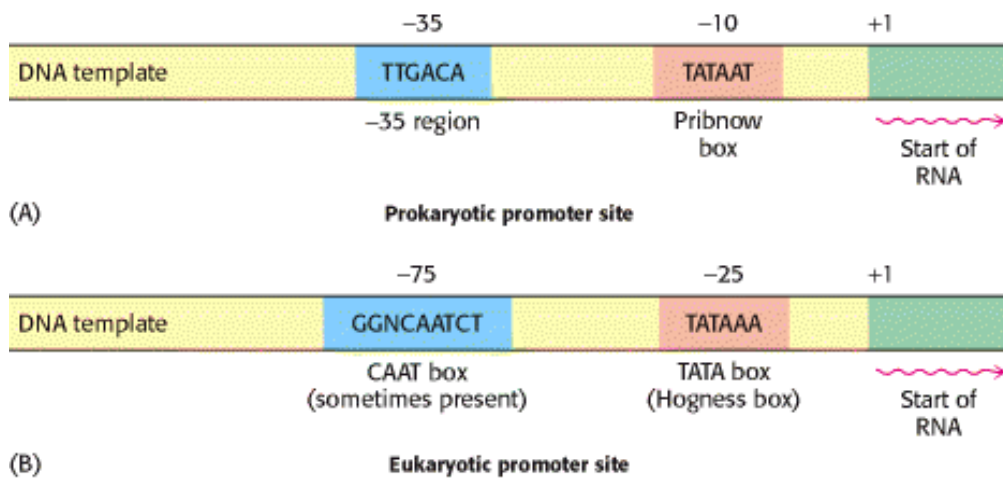 −35 −10 +1
DNA template TTGACA TATAAT
−35 region Pribnow
box Start of
RNA
(A) Prokaryotic promoter site
−75 −25 +1
DNA template GGNCAATCT TATAAA
CAAT box TATA box Start of
(sometimes present) (Hogness box) RNA
(B) Eukaryotic promoter site